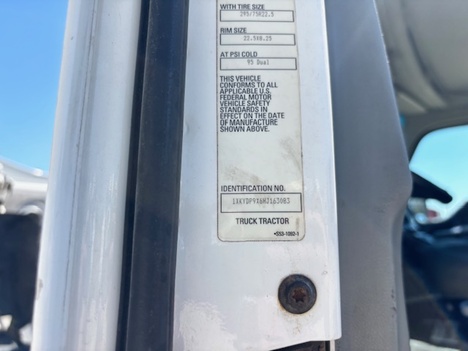 WITH TIRE SIZE
295/75R22.5
RIM SIZE
22.5X8.25
AT PSI COLD
95 Dual
THIS VEHICLE
CONFORMS TO ALL
APPLICABLE U.S.
FEDERAL MOTOR
VEHICLE SAFETY
STANDARDS IN
EFFECT ON THE DATE
OF MANUFACTURE
SHOWN ABOVE.
IDENTIFICATION NO.
TRUCK TRACTOR